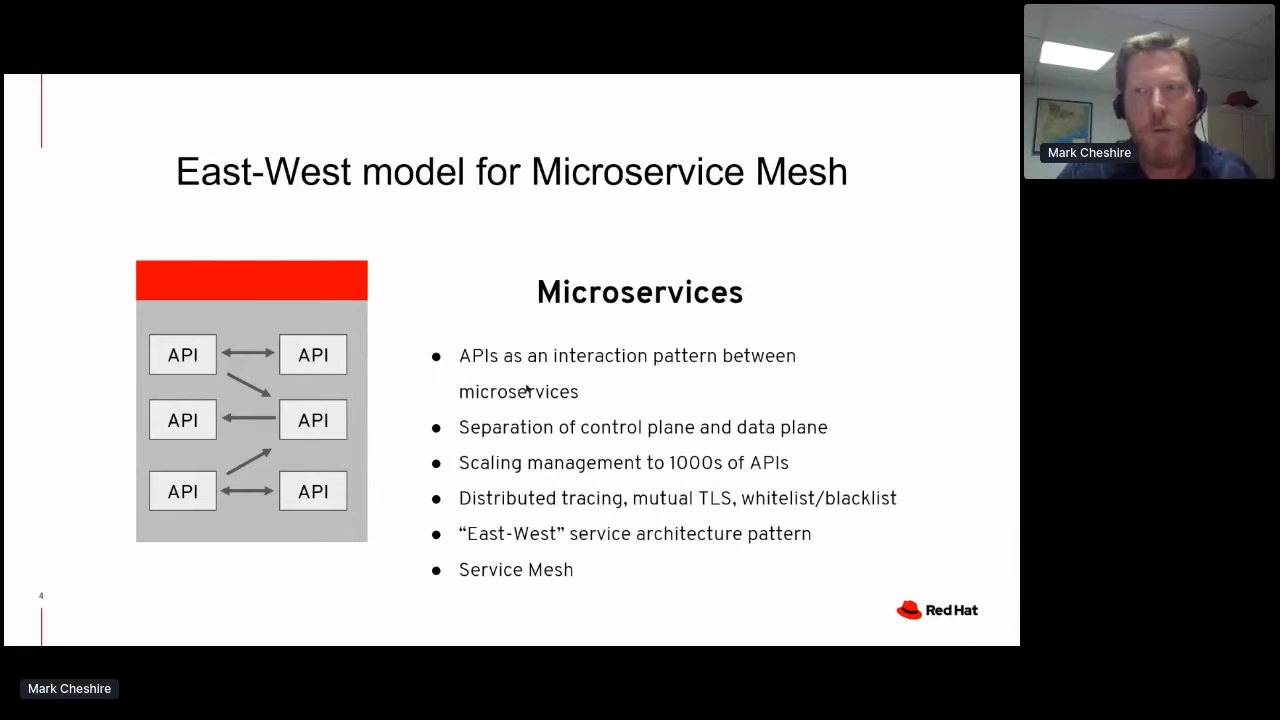 Mark Cheshire
East-West model for Microservice Mesh
API
API
API
API
API
API
Microservices
● APIs as an interaction pattern between
microservices
● Separation of control plane and data plane
● Scaling management to 1000s of APIs
● Distributed tracing, mutual TLS, whitelist/blacklist
● “East-West” service architecture pattern
● Service Mesh
4
Red Hat
Mark Cheshire